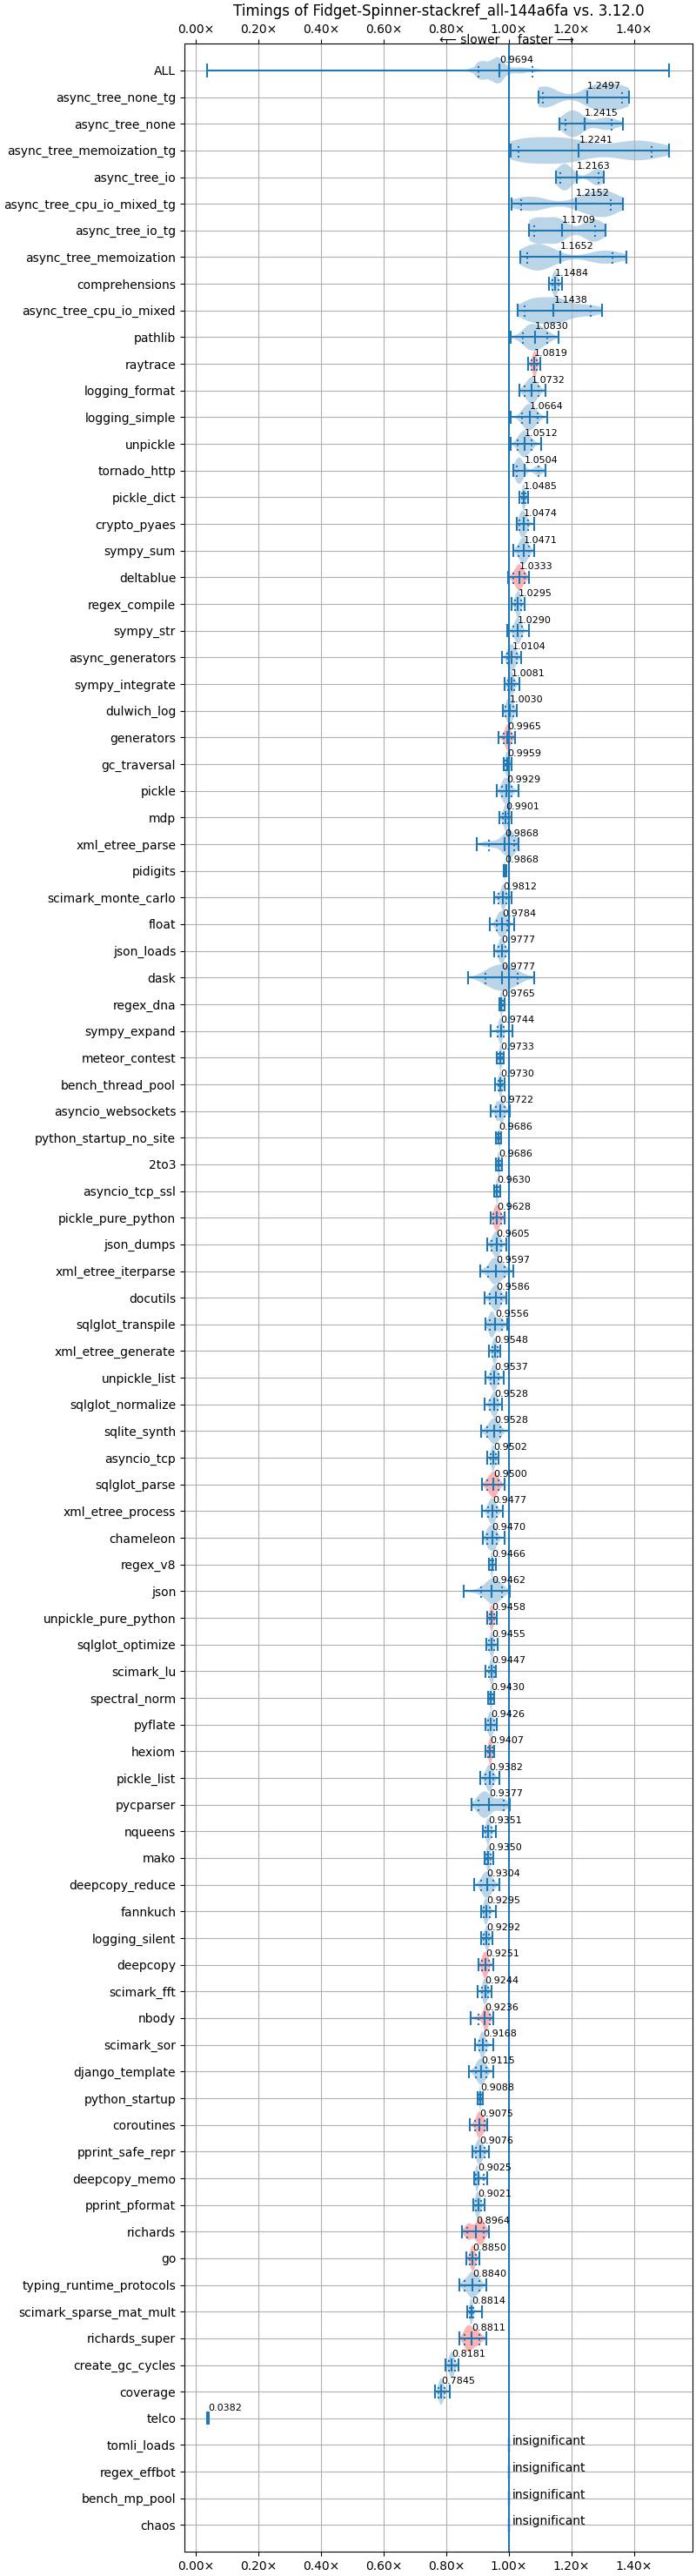 Timings of Fidget-Spinner-stackref_all-144a6fa vs. 3.12.0
0.00× 0.20× 0.40× 0.60× 0.80× 1.00× 1.20× 1.40×
⟵ slower faster ⟶
ALL 0.9694
async_tree_none_tg 1.2497
async_tree_none 1.2415
async_tree_memoization_tg 1.2241
async_tree_io 1.2163
async_tree_cpu_io_mixed_tg 1.2152
async_tree_io_tg 1.1709
async_tree_memoization 1.1652
comprehensions 1.1484
async_tree_cpu_io_mixed 1.1438
pathlib 1.0830
raytrace 1.0819
logging_format 1.0732
logging_simple 1.0664
unpickle 1.0512
tornado_http 1.0504
pickle_dict 1.0485
crypto_pyaes 1.0474
sympy_sum 1.0471
deltablue 1.0333
regex_compile 1.0295
sympy_str 1.0290
async_generators 1.0104
sympy_integrate 1.0081
dulwich_log 1.0030
generators 0.9965
gc_traversal 0.9959
pickle 0.9929
mdp 0.9901
xml_etree_parse 0.9868
pidigits 0.9868
scimark_monte_carlo 0.9812
float 0.9784
json_loads 0.9777
dask 0.9777
regex_dna 0.9765
sympy_expand 0.9744
meteor_contest 0.9733
bench_thread_pool 0.9730
asyncio_websockets 0.9722
python_startup_no_site 0.9686
2to3 0.9686
asyncio_tcp_ssl 0.9630
pickle_pure_python 0.9628
json_dumps 0.9605
xml_etree_iterparse 0.9597
docutils 0.9586
sqlglot_transpile 0.9556
xml_etree_generate 0.9548
unpickle_list 0.9537
sqlglot_normalize 0.9528
sqlite_synth 0.9528
asyncio_tcp 0.9502
sqlglot_parse 0.9500
xml_etree_process 0.9477
chameleon 0.9470
regex_v8 0.9466
json 0.9462
unpickle_pure_python 0.9458
sqlglot_optimize 0.9455
scimark_lu 0.9447
spectral_norm 0.9430
pyflate 0.9426
hexiom 0.9407
pickle_list 0.9382
pycparser 0.9377
nqueens 0.9351
mako 0.9350
deepcopy_reduce 0.9304
fannkuch 0.9295
logging_silent 0.9292
deepcopy 0.9251
scimark_fft 0.9244
nbody 0.9236
scimark_sor 0.9168
django_template 0.9115
python_startup 0.9088
coroutines 0.9075
pprint_safe_repr 0.9076
deepcopy_memo 0.9025
pprint_pformat 0.9021
richards 0.8964
go 0.8850
typing_runtime_protocols 0.8840
scimark_sparse_mat_mult 0.8814
richards_super 0.8811
create_gc_cycles 0.8181
coverage 0.7845
telco 0.0382
tomli_loads insignificant
regex_effbot insignificant
bench_mp_pool insignificant
chaos insignificant
0.00× 0.20× 0.40× 0.60× 0.80× 1.00× 1.20× 1.40×